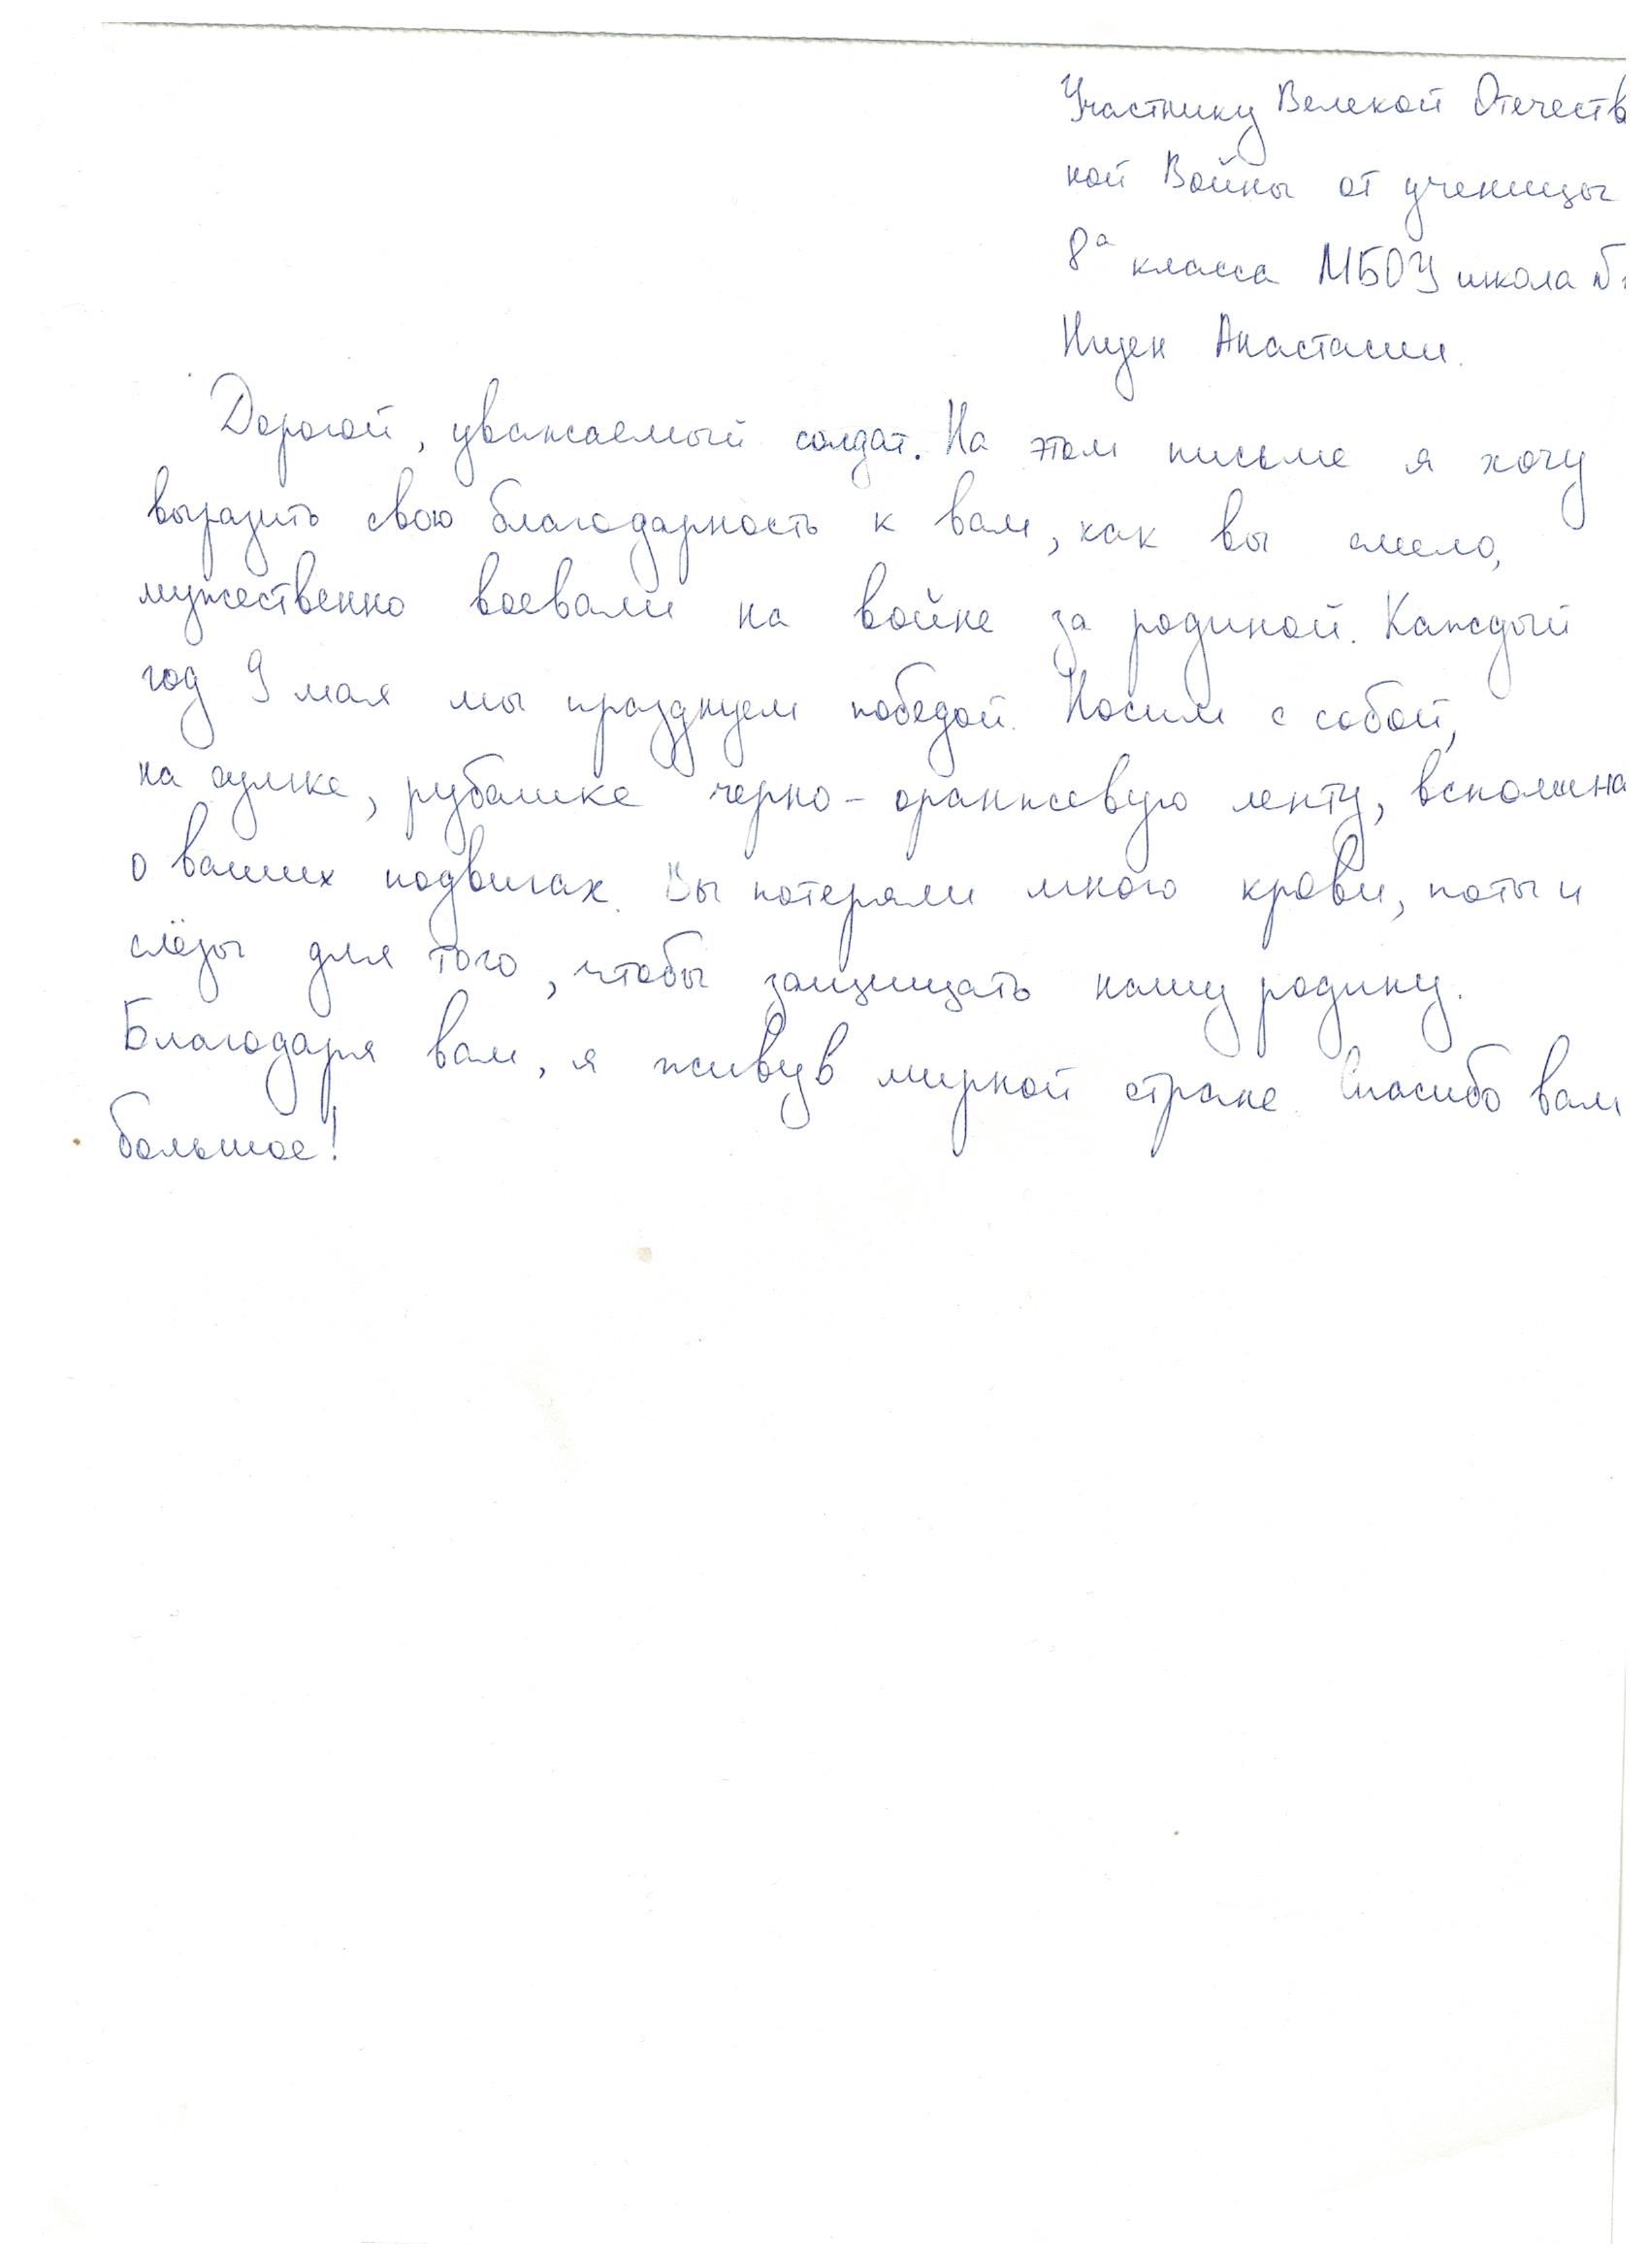 Участнику Велекой Отечеств
ной Войны от ученицы
8а класса МБОУ школа №
Анастасии.
Дорогой, уважаемый солдат. На этом письме я хочу
выразить свою благодарность к вам, как вы смело,
мужественно воевали на войне за родиной. Каждый
год 9 мая мы празднуем победой. Носим с собой,
на сумке, рубашке черно-оранжевую ленту, вспомина
о ваших подвигах. Вы потеряли много крови, поты и
слёзы для того, чтобы защищать нашу родину.
Благодаря вам, я живу в мирной стране. Спасибо вам
большое!